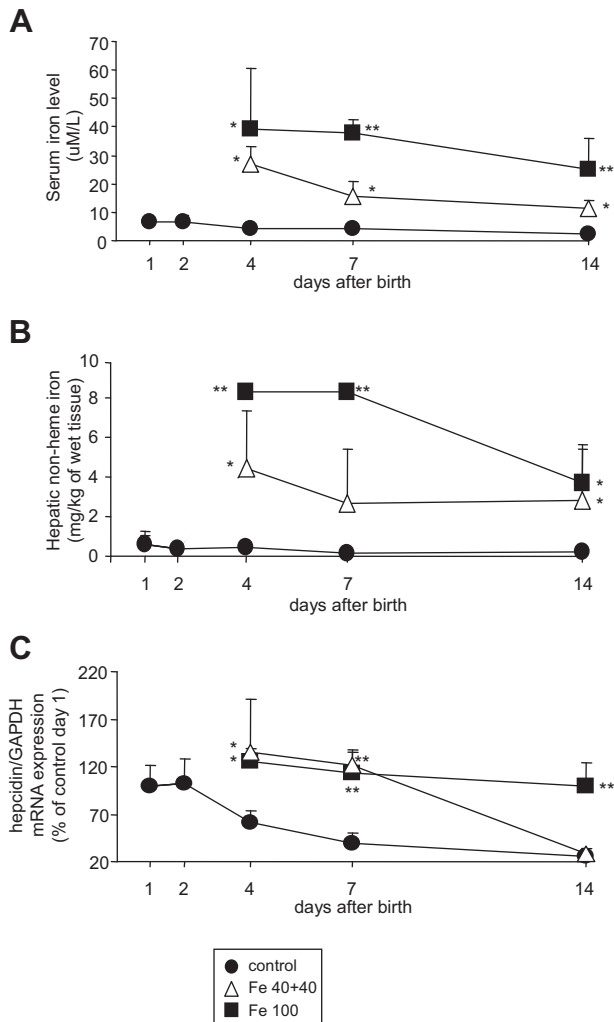 A
Serum iron level
(uM/L)
70
60
50
40
30
20
10
0
*
*
**
*
**
*
1 2 4 7 14
days after birth
B
Hepatic non-heme iron
(mg/kg of wet tissue)
10
8
6
4
2
0
**
*
**
*
*
1 2 4 7 14
days after birth
C
hepcidin/GAPDH
mRNA expression
(% of control day 1)
220
170
120
70
20
*
*
**
**
**
1 2 4 7 14
days after birth
control
Fe 40+40
Fe 100